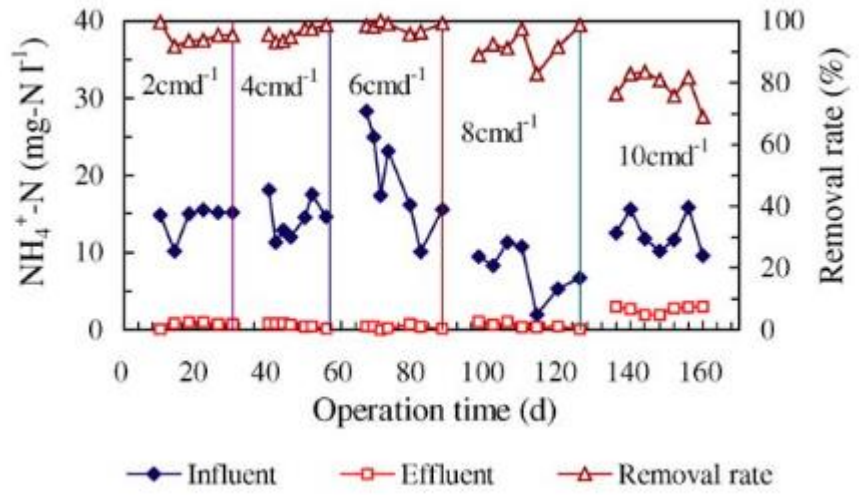 NH₄⁺-N (mg-N l⁻¹)
40
30
20
10
0
2cmd⁻¹
4cmd⁻¹
6cmd⁻¹
8cmd⁻¹
10cmd⁻¹
100
80
60
40
20
0
Removal rate (%)
0 20 40 60 80 100 120 140 160
Operation time (d)
Influent Effluent Removal rate